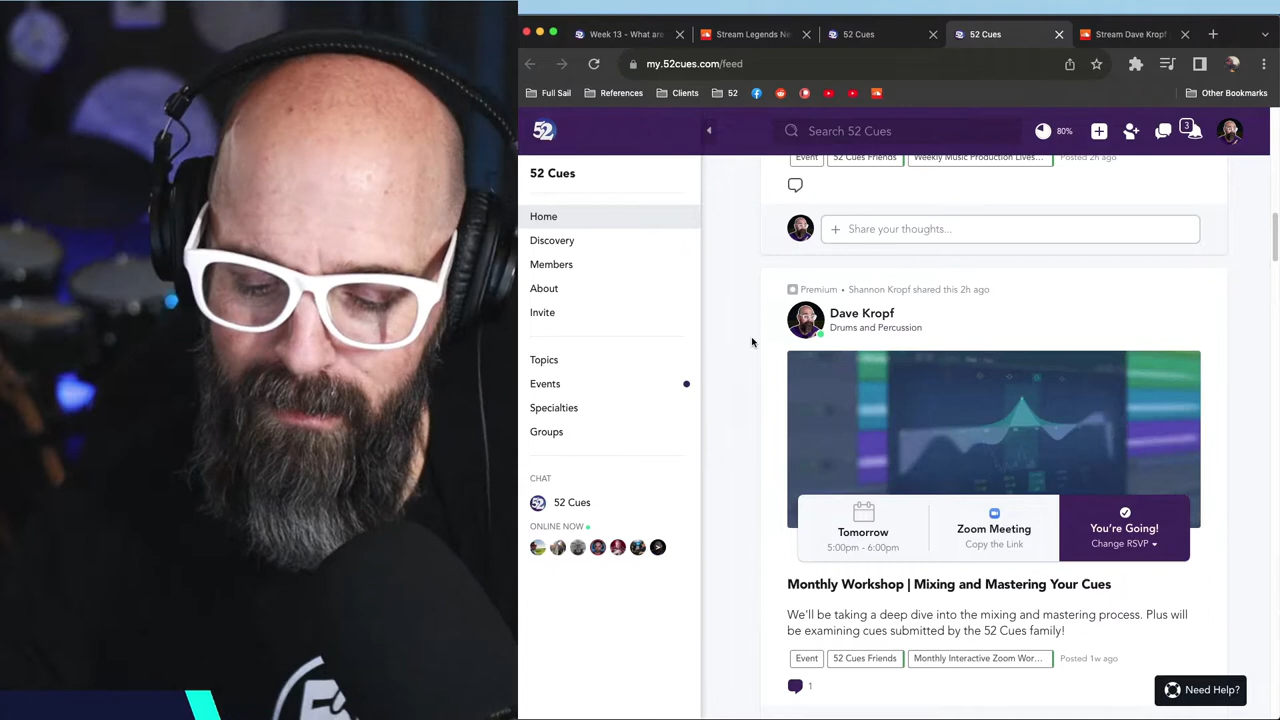 Week 13 - What are
Stream Legends Ne
52 Cues
52 Cues
Stream Dave Kropf
my.52cues.com/feed
Full Sail
References
Clients
52
Other Bookmarks
52
Search 52 Cues
80%
3
52 Cues
Home
Discovery
Members
About
Invite
Topics
Events
Specialties
Groups
CHAT
52 Cues
ONLINE NOW
Event
52 Cues Friends
Weekly Music Production Lives...
Posted 2h ago
Share your thoughts...
Premium • Shannon Kropf shared this 2h ago
Dave Kropf
Drums and Percussion
Tomorrow
5:00pm - 6:00pm
Zoom Meeting
Copy the Link
You're Going!
Change RSVP
Monthly Workshop | Mixing and Mastering Your Cues
We'll be taking a deep dive into the mixing and mastering process. Plus will
be examining cues submitted by the 52 Cues family!
Event
52 Cues Friends
Monthly Interactive Zoom Wor...
Posted 1w ago
1
Need Help?